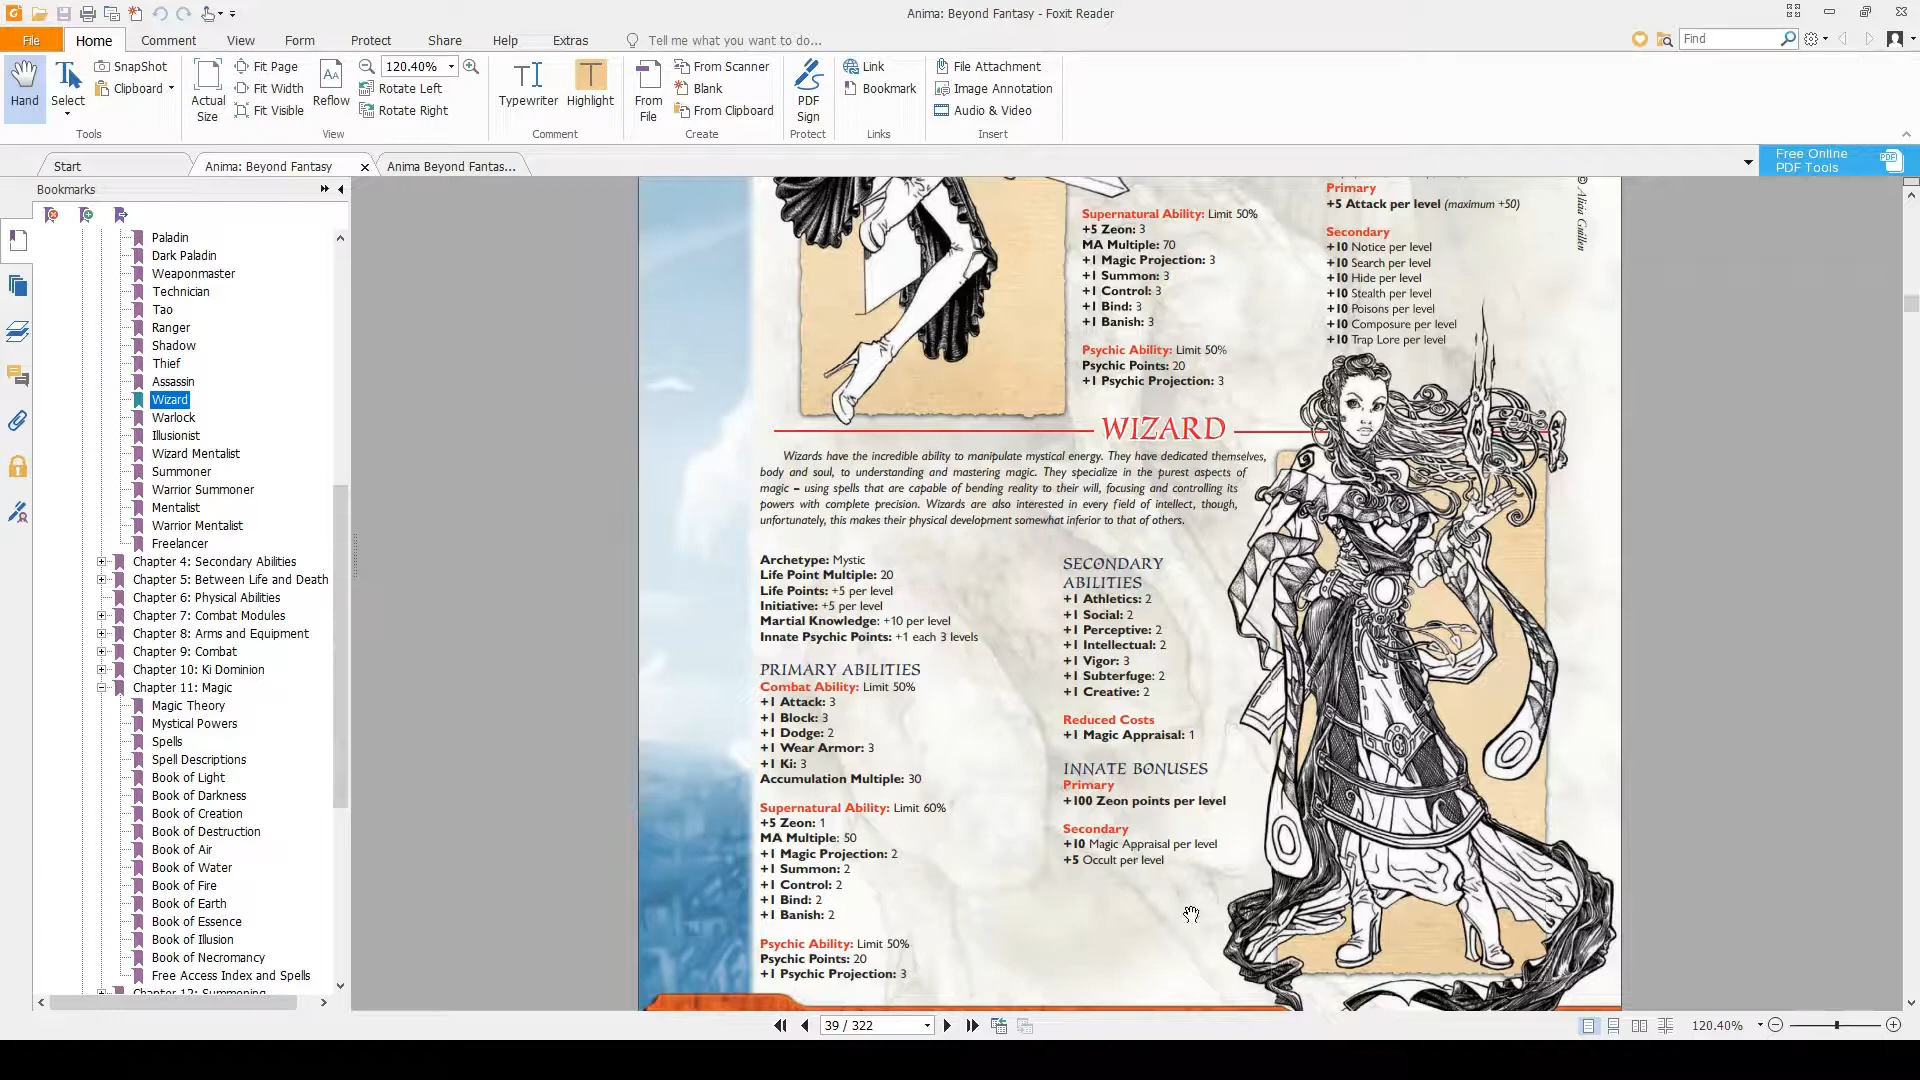 Anima: Beyond Fantasy - Foxit Reader
File
Home
Comment
View
Form
Protect
Share
Help
Extras
Tell me what you want to do...
Find
Hand
Select
SnapShot
Clipboard
Tools
Actual
Size
Fit Page
Fit Width
Fit Visible
Reflow
120.40%
Rotate Left
Rotate Right
View
Typewriter
Highlight
Comment
From
File
From Scanner
Blank
From Clipboard
Create
PDF
Sign
Protect
Link
Bookmark
Links
File Attachment
Image Annotation
Audio & Video
Insert
Start
Anima: Beyond Fantasy
Anima Beyond Fantas...
Free Online
PDF Tools
Bookmarks
Paladin
Dark Paladin
Weaponmaster
Technician
Tao
Ranger
Shadow
Thief
Assassin
Wizard
Warlock
Illusionist
Wizard Mentalist
Summoner
Warrior Summoner
Mentalist
Warrior Mentalist
Freelancer
Chapter 4: Secondary Abilities
Chapter 5: Between Life and Death
Chapter 6: Physical Abilities
Chapter 7: Combat Modules
Chapter 8: Arms and Equipment
Chapter 9: Combat
Chapter 10: Ki Dominion
Chapter 11: Magic
Magic Theory
Mystical Powers
Spells
Spell Descriptions
Book of Light
Book of Darkness
Book of Creation
Book of Destruction
Book of Air
Book of Water
Book of Fire
Book of Earth
Book of Essence
Book of Illusion
Book of Necromancy
Free Access Index and Spells
Chapter 12: Summoning
Supernatural Ability: Limit 50%
+5 Zeon: 3
MA Multiple: 70
+1 Magic Projection: 3
+1 Summon: 3
+1 Control: 3
+1 Bind: 3
+1 Banish: 3
Psychic Ability: Limit 50%
Psychic Points: 20
+1 Psychic Projection: 3
Primary
+5 Attack per level (maximum +50)
Secondary
+10 Notice per level
+10 Search per level
+10 Hide per level
+10 Stealth per level
+10 Poisons per level
+10 Composure per level
+10 Trap Lore per level
© Alicia Guillen
WIZARD
Wizards have the incredible ability to manipulate mystical energy. They have dedicated themselves,
body and soul, to understanding and mastering magic. They specialize in the purest aspects of
magic – using spells that are capable of bending reality to their will, focusing and controlling its
powers with complete precision. Wizards are also interested in every field of intellect, though,
unfortunately, this makes their physical development somewhat inferior to that of others.
Archetype: Mystic
Life Point Multiple: 20
Life Points: +5 per level
Initiative: +5 per level
Martial Knowledge: +10 per level
Innate Psychic Points: +1 each 3 levels
PRIMARY ABILITIES
Combat Ability: Limit 50%
+1 Attack: 3
+1 Block: 3
+1 Dodge: 2
+1 Wear Armor: 3
+1 Ki: 3
Accumulation Multiple: 30
Supernatural Ability: Limit 60%
+5 Zeon: 1
MA Multiple: 50
+1 Magic Projection: 2
+1 Summon: 2
+1 Control: 2
+1 Bind: 2
+1 Banish: 2
Psychic Ability: Limit 50%
Psychic Points: 20
+1 Psychic Projection: 3
SECONDARY
ABILITIES
+1 Athletics: 2
+1 Social: 2
+1 Perceptive: 2
+1 Intellectual: 2
+1 Vigor: 3
+1 Subterfuge: 2
+1 Creative: 2
Reduced Costs
+1 Magic Appraisal: 1
INNATE BONUSES
Primary
+100 Zeon points per level
Secondary
+10 Magic Appraisal per level
+5 Occult per level
39 / 322
120.40%